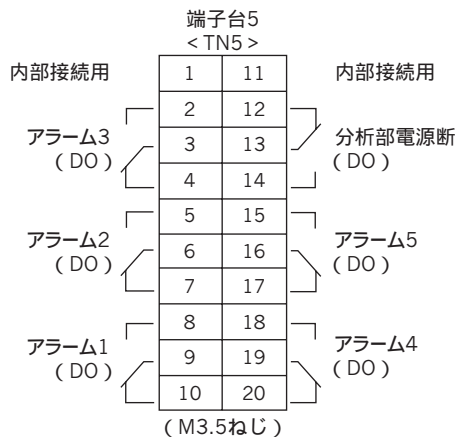 端子台5
<TN5>
内部接続用 1 11 内部接続用
2 12
アラーム3 3 13 分析部電源断
(DO) 4 14 (DO)
5 15
アラーム2 6 16 アラーム5
(DO) 7 17 (DO)
8 18
アラーム1 9 19 アラーム4
(DO) 10 20 (DO)
(M3.5ねじ)